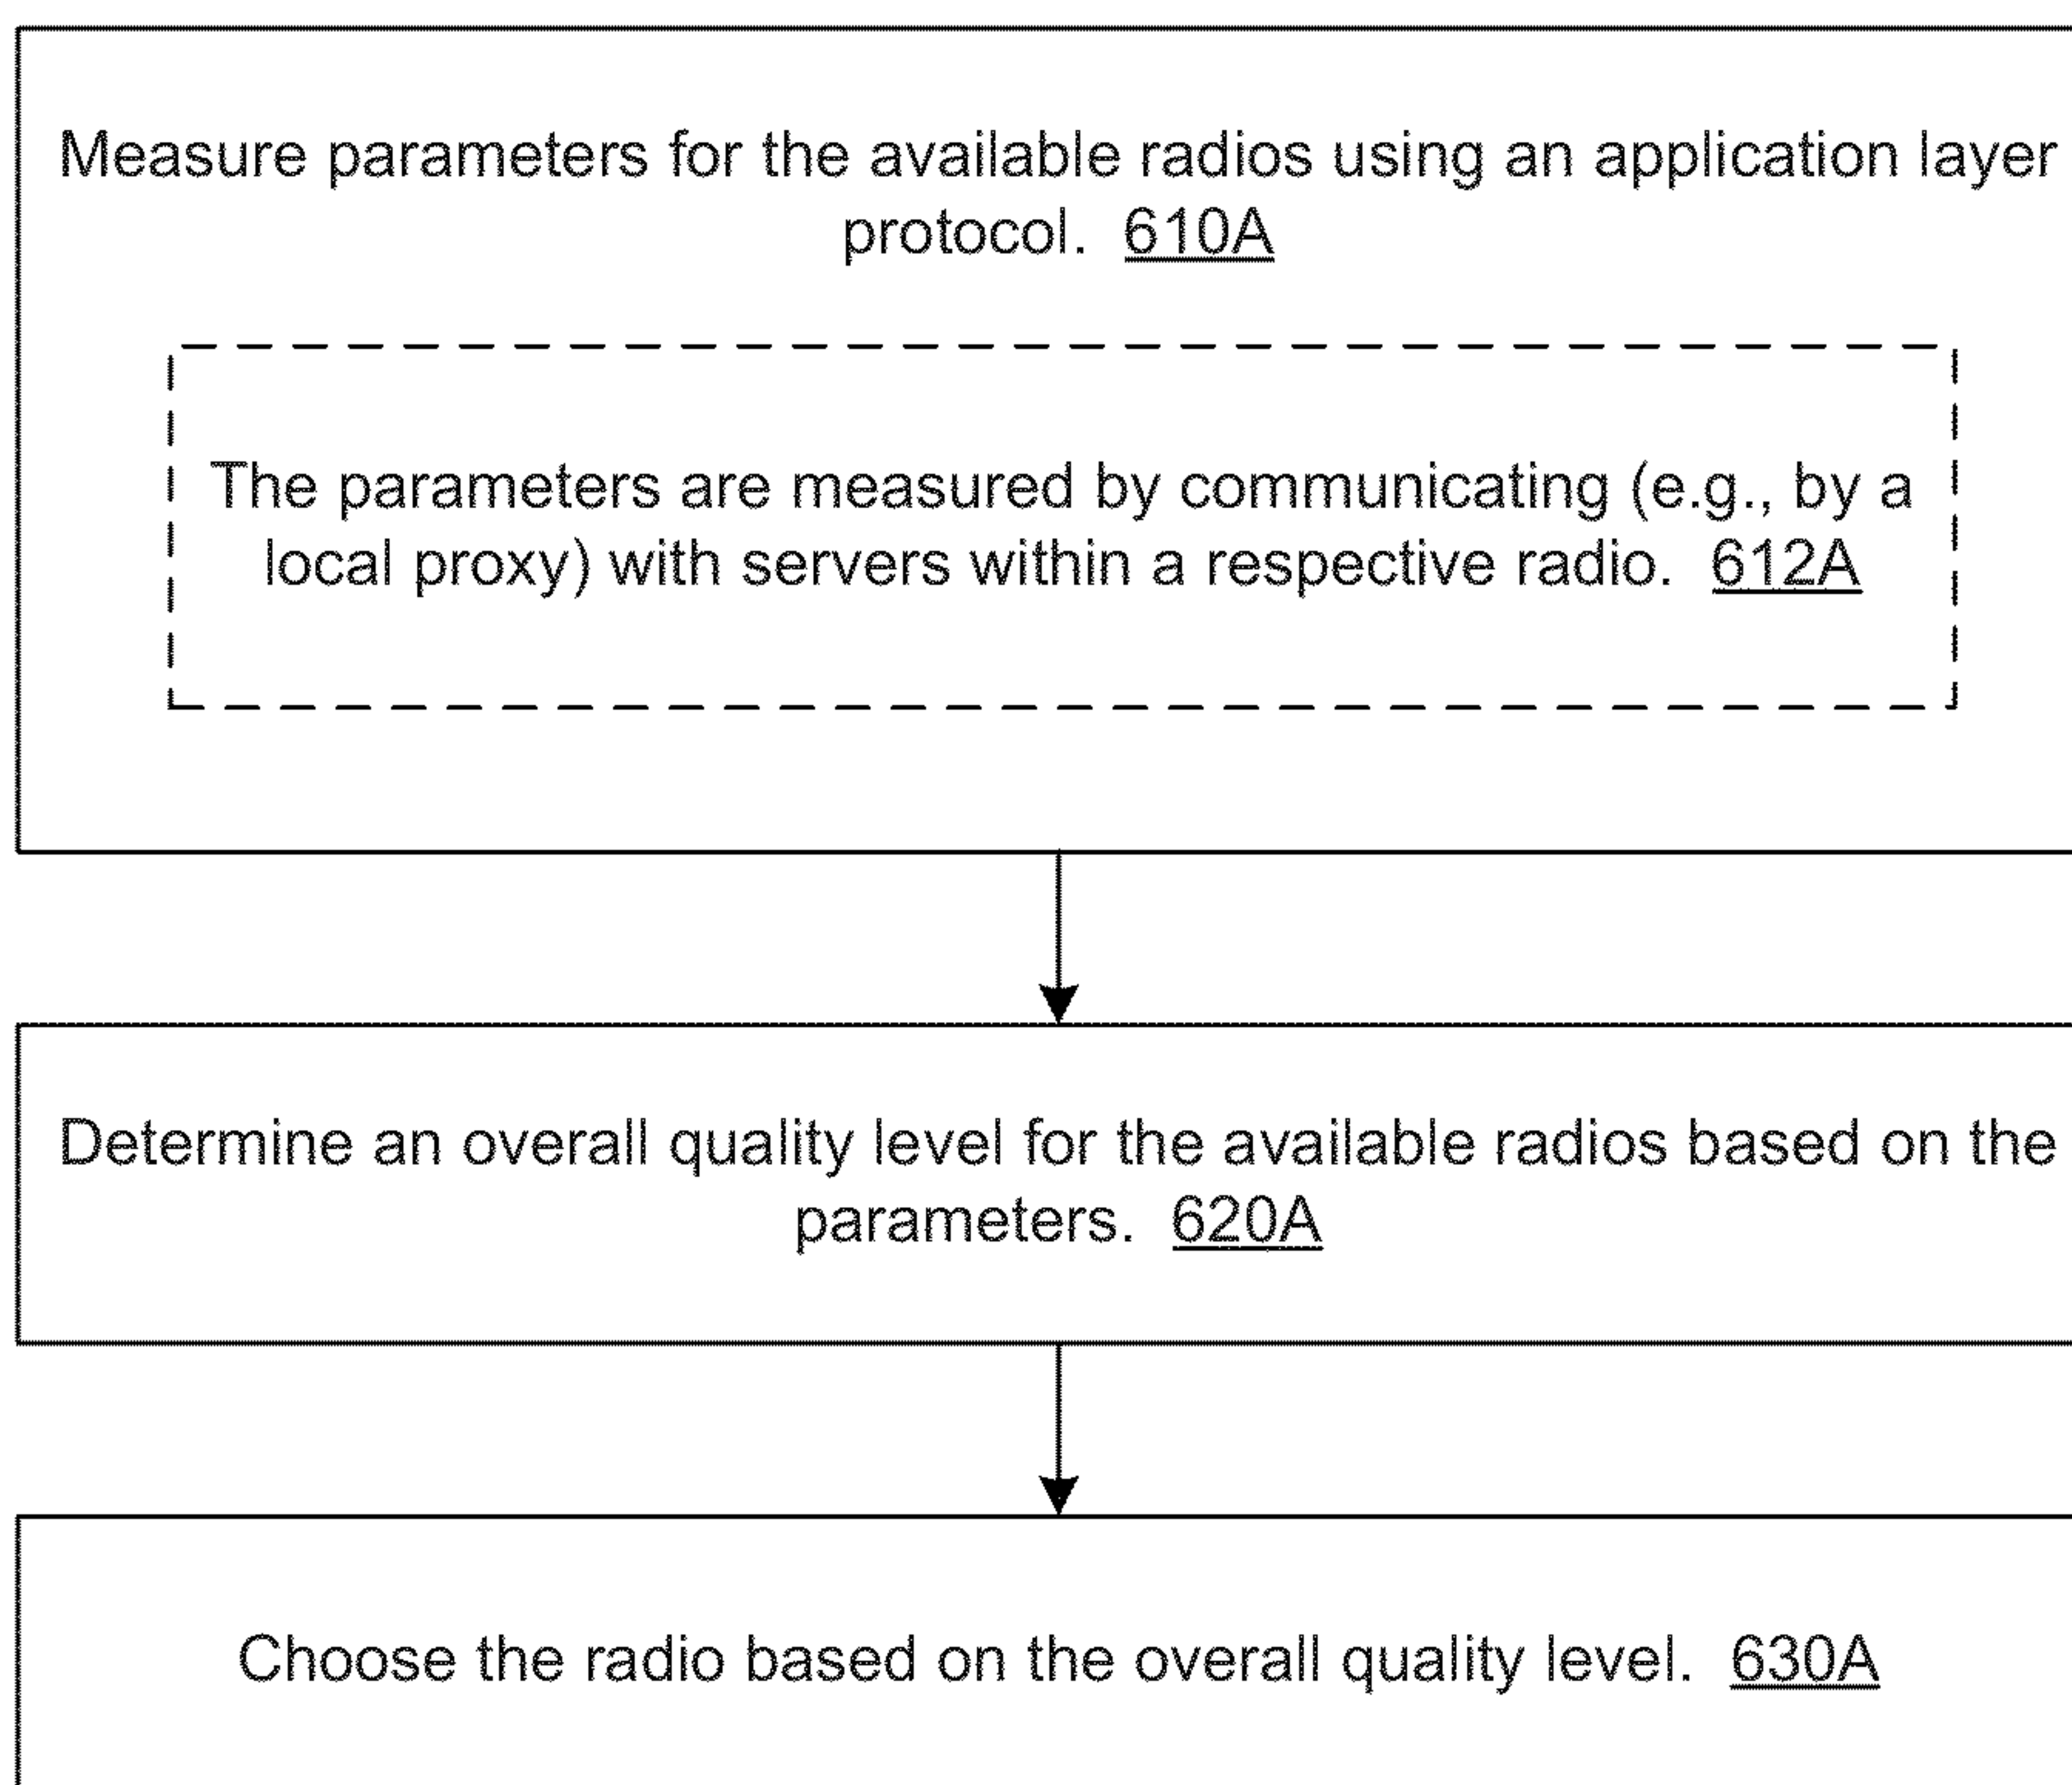 Measure parameters for the available radios using an application layer
protocol. 610A
The parameters are measured by communicating (e.g., by a
local proxy) with servers within a respective radio. 612A
Determine an overall quality level for the available radios based on the
parameters. 620A
Choose the radio based on the overall quality level. 630A